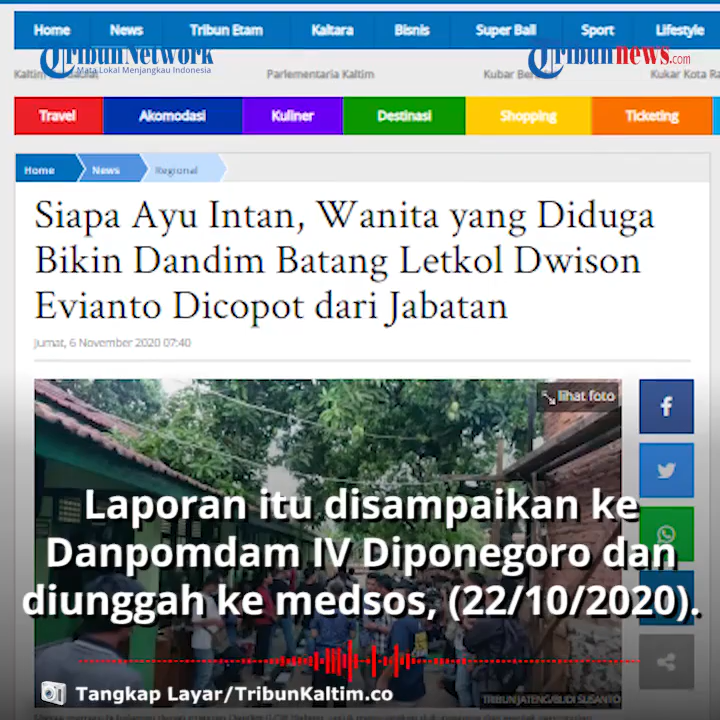 Home News Tribun Etam Kaltara Bisnis Super Ball Sport Lifestyle
TribunNetwork
Mata Lokal Menjangkau Indonesia
Tribunnews.com
Parlementaria Kaltim Kubar Kukar Kota
Travel Akomodasi Kuliner Destinasi Shopping Ticketing
Home News Regional
Siapa Ayu Intan, Wanita yang Diduga
Bikin Dandim Batang Letkol Dwison
Evianto Dicopot dari Jabatan
Jumat, 6 November 2020 07:40
lihat foto
Laporan itu disampaikan ke
Danpomdam IV Diponegoro dan
diunggah ke medsos, (22/10/2020).
Tangkap Layar/TribunKaltim.co
TRIBUNJATENG/BUDI SUSANTO